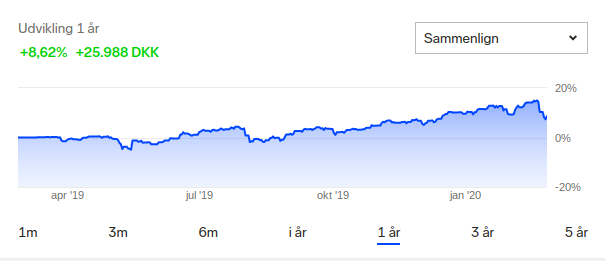 Udvikling 1 år
+8,62% +25.988 DKK
Sammenlign
20%
0%
-20%
apr '19 jul '19 okt '19 jan '20
1m 3m 6m i år 1 år 3 år 5 år